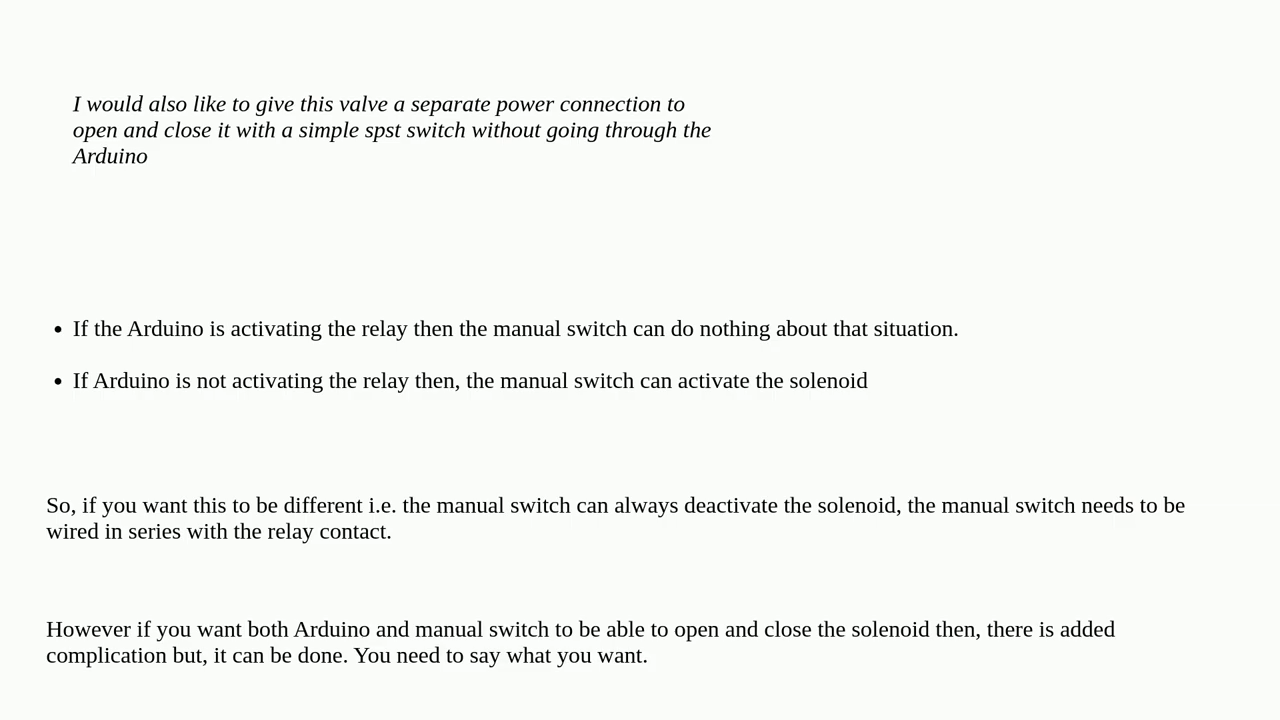 I would also like to give this valve a separate power connection to
open and close it with a simple spst switch without going through the
Arduino
• If the Arduino is activating the relay then the manual switch can do nothing about that situation.
• If Arduino is not activating the relay then, the manual switch can activate the solenoid
So, if you want this to be different i.e. the manual switch can always deactivate the solenoid, the manual switch needs to be
wired in series with the relay contact.
However if you want both Arduino and manual switch to be able to open and close the solenoid then, there is added
complication but, it can be done. You need to say what you want.